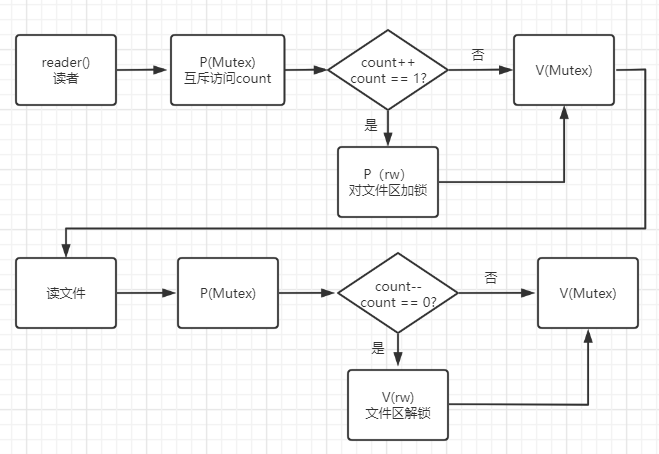 reader()
读者
P(Mutex)
互斥访问count
count++
count == 1?
否
V(Mutex)
是
P（rw）
对文件区加锁
读文件
P(Mutex)
count--
count == 0?
否
V(Mutex)
是
V(rw)
文件区解锁